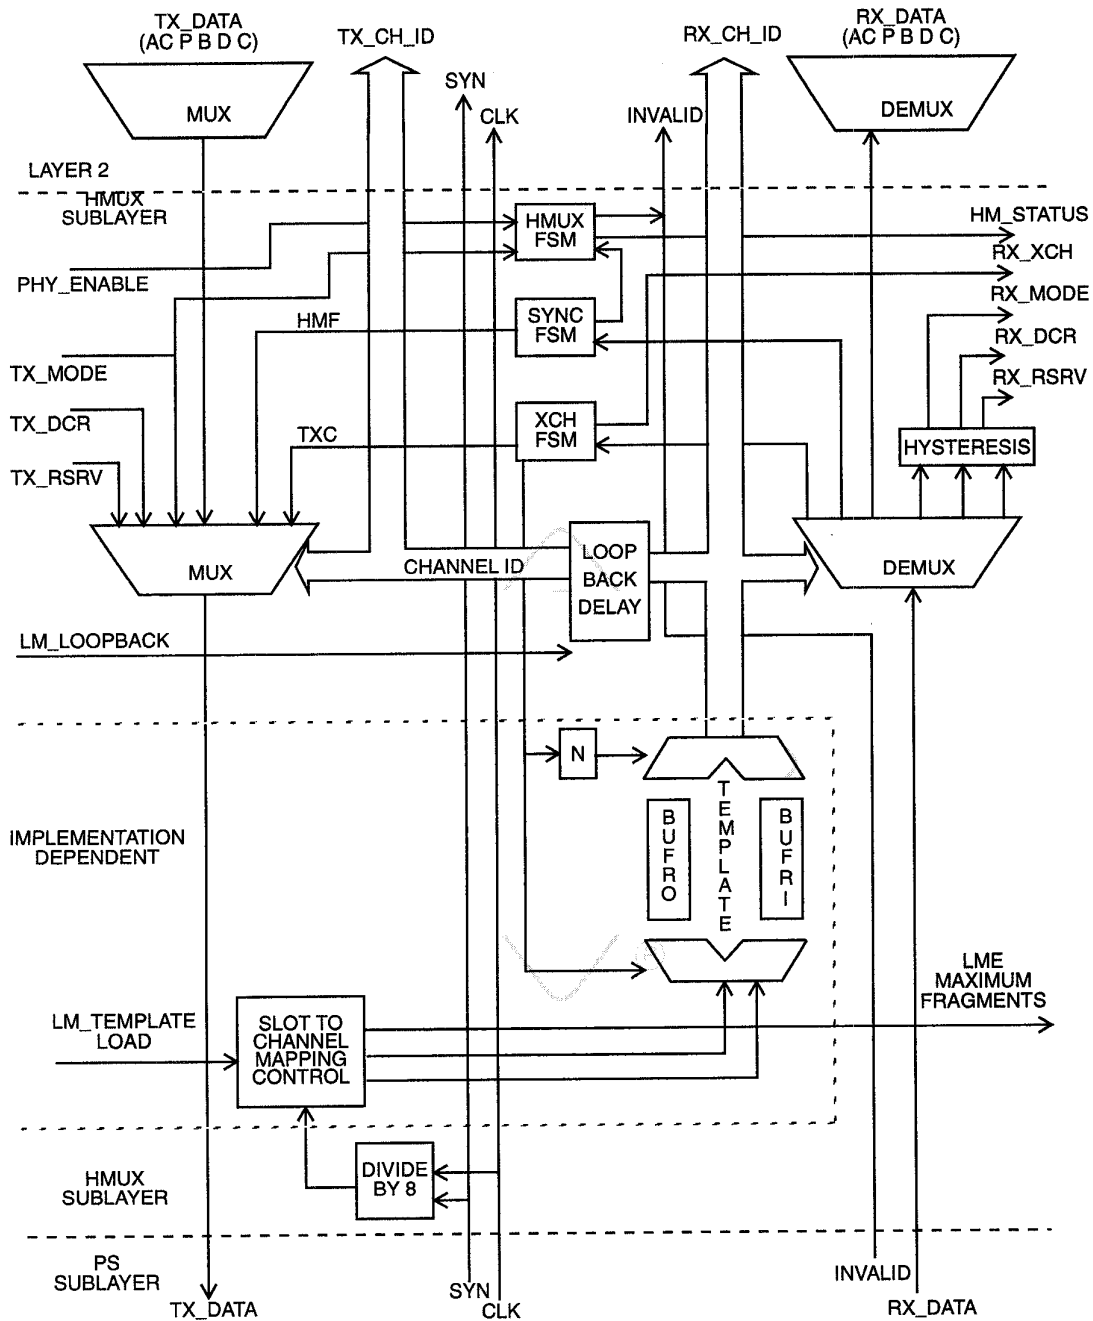 TX_DATA
(AC P B D C)
TX_CH_ID
RX_CH_ID
RX_DATA
(AC P B D C)
SYN
CLK
INVALID
MUX
DEMUX
LAYER 2
HMUX
SUBLAYER
PHY_ENABLE
HMUX
FSM
HM_STATUS
RX_XCH
RX_MODE
RX_DCR
RX_RSRV
HMF
SYNC
FSM
TX_MODE
TX_DCR
TX_RSRV
TXC
XCH
FSM
HYSTERESIS
MUX
CHANNEL ID
LOOP
BACK
DELAY
DEMUX
LM_LOOPBACK
N
IMPLEMENTATION
DEPENDENT
BUFRO
TEMPLATE
BUFRI
LME
MAXIMUM
FRAGMENTS
LM_TEMPLATE
LOAD
SLOT TO
CHANNEL
MAPPING
CONTROL
HMUX
SUBLAYER
DIVIDE
BY 8
PS
SUBLAYER
TX_DATA
SYN
CLK
INVALID
RX_DATA